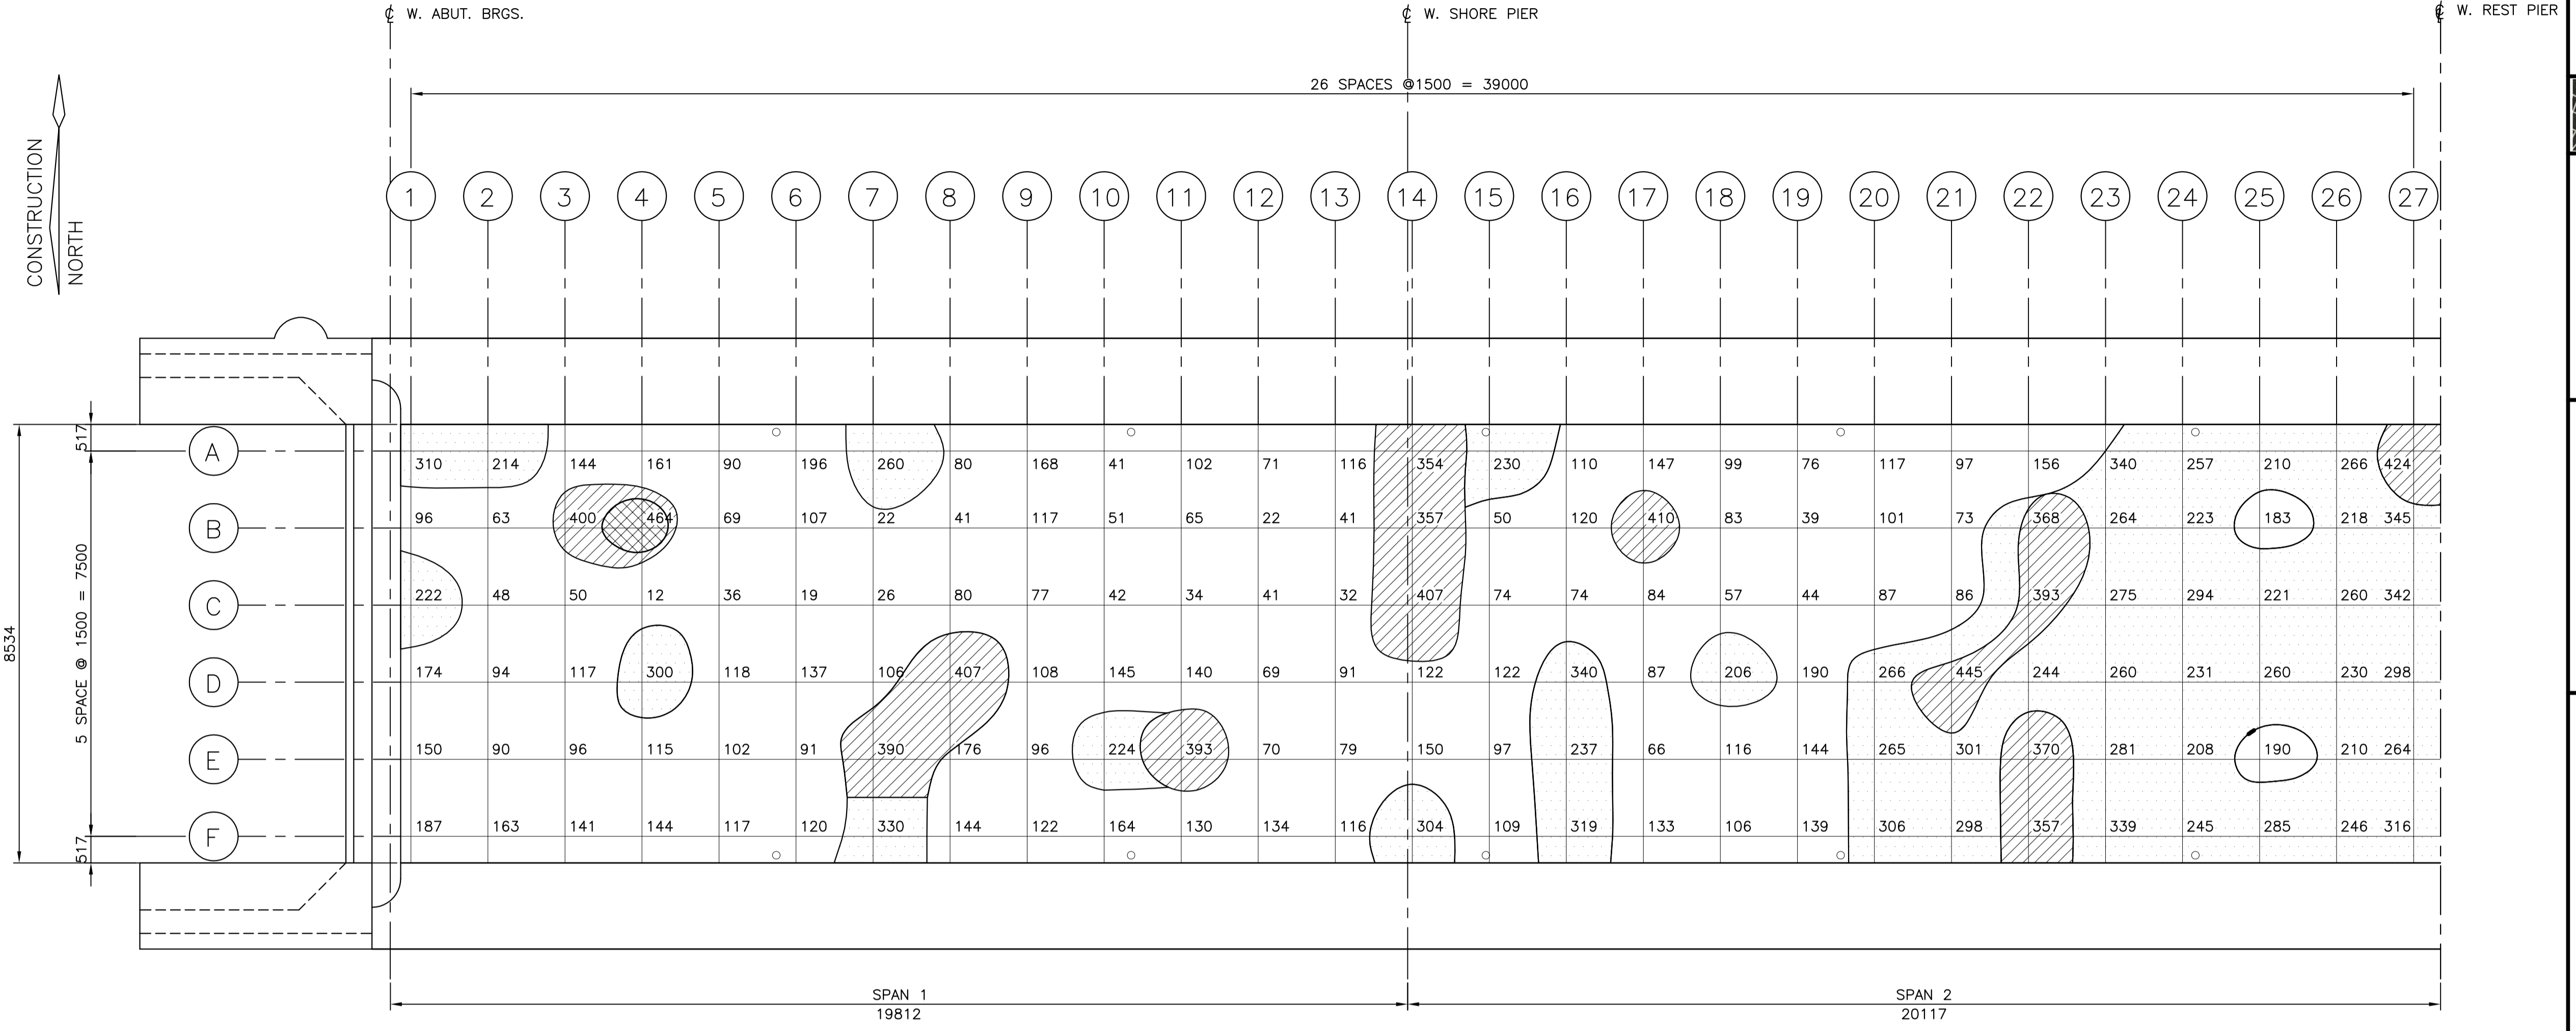 ℄ W. ABUT. BRGS.
℄ W. SHORE PIER
℄ W. REST PIER
26 SPACES @1500 = 39000
CONSTRUCTION
NORTH
1 2 3 4 5 6 7 8 9 10 11 12 13 14 15 16 17 18 19 20 21 22 23 24 25 26 27
517
A
310 214 144 161 90 196 260 80 168 41 102 71 116 354 230 110 147 99 76 117 97 156 340 257 210 266 424
B
96 63 400 464 69 107 22 41 117 51 65 22 41 357 50 120 410 83 39 101 73 368 264 223 183 218 345
C
222 48 50 12 36 19 26 80 77 42 34 41 32 407 74 74 84 57 44 87 86 393 275 294 221 260 342
8534
5 SPACE @ 1500 = 7500
D
174 94 117 300 118 137 106 407 108 145 140 69 91 122 122 340 87 206 190 266 445 244 260 231 260 230 298
E
150 90 96 115 102 91 390 176 96 224 393 70 79 150 97 237 66 116 144 265 301 370 281 208 190 210 264
F
187 163 141 144 117 120 330 144 122 164 130 134 116 304 109 319 133 106 139 306 298 357 339 245 285 246 316
517
SPAN 1
19812
SPAN 2
20117